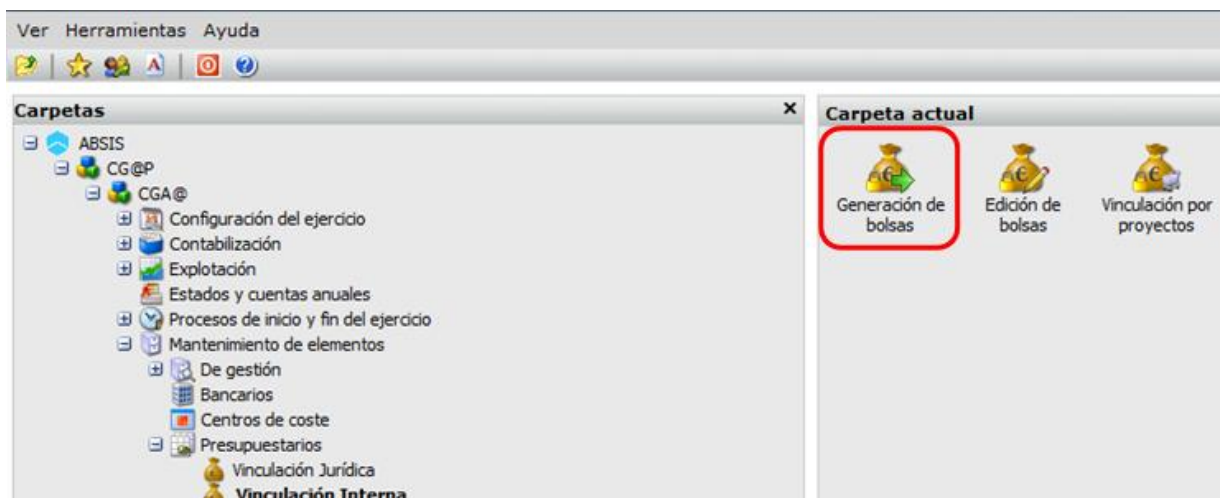 Ver Herramientas Ayuda
Carpetas
ABSIS
CG@P
CGA@
Configuración del ejercicio
Contabilización
Explotación
Estados y cuentas anuales
Procesos de inicio y fin del ejercicio
Mantenimiento de elementos
De gestión
Bancarios
Centros de coste
Presupuestarios
Vinculación Jurídica
Vinculación Interna
Carpeta actual
Generación de
bolsas
Edición de
bolsas
Vinculación por
proyectos